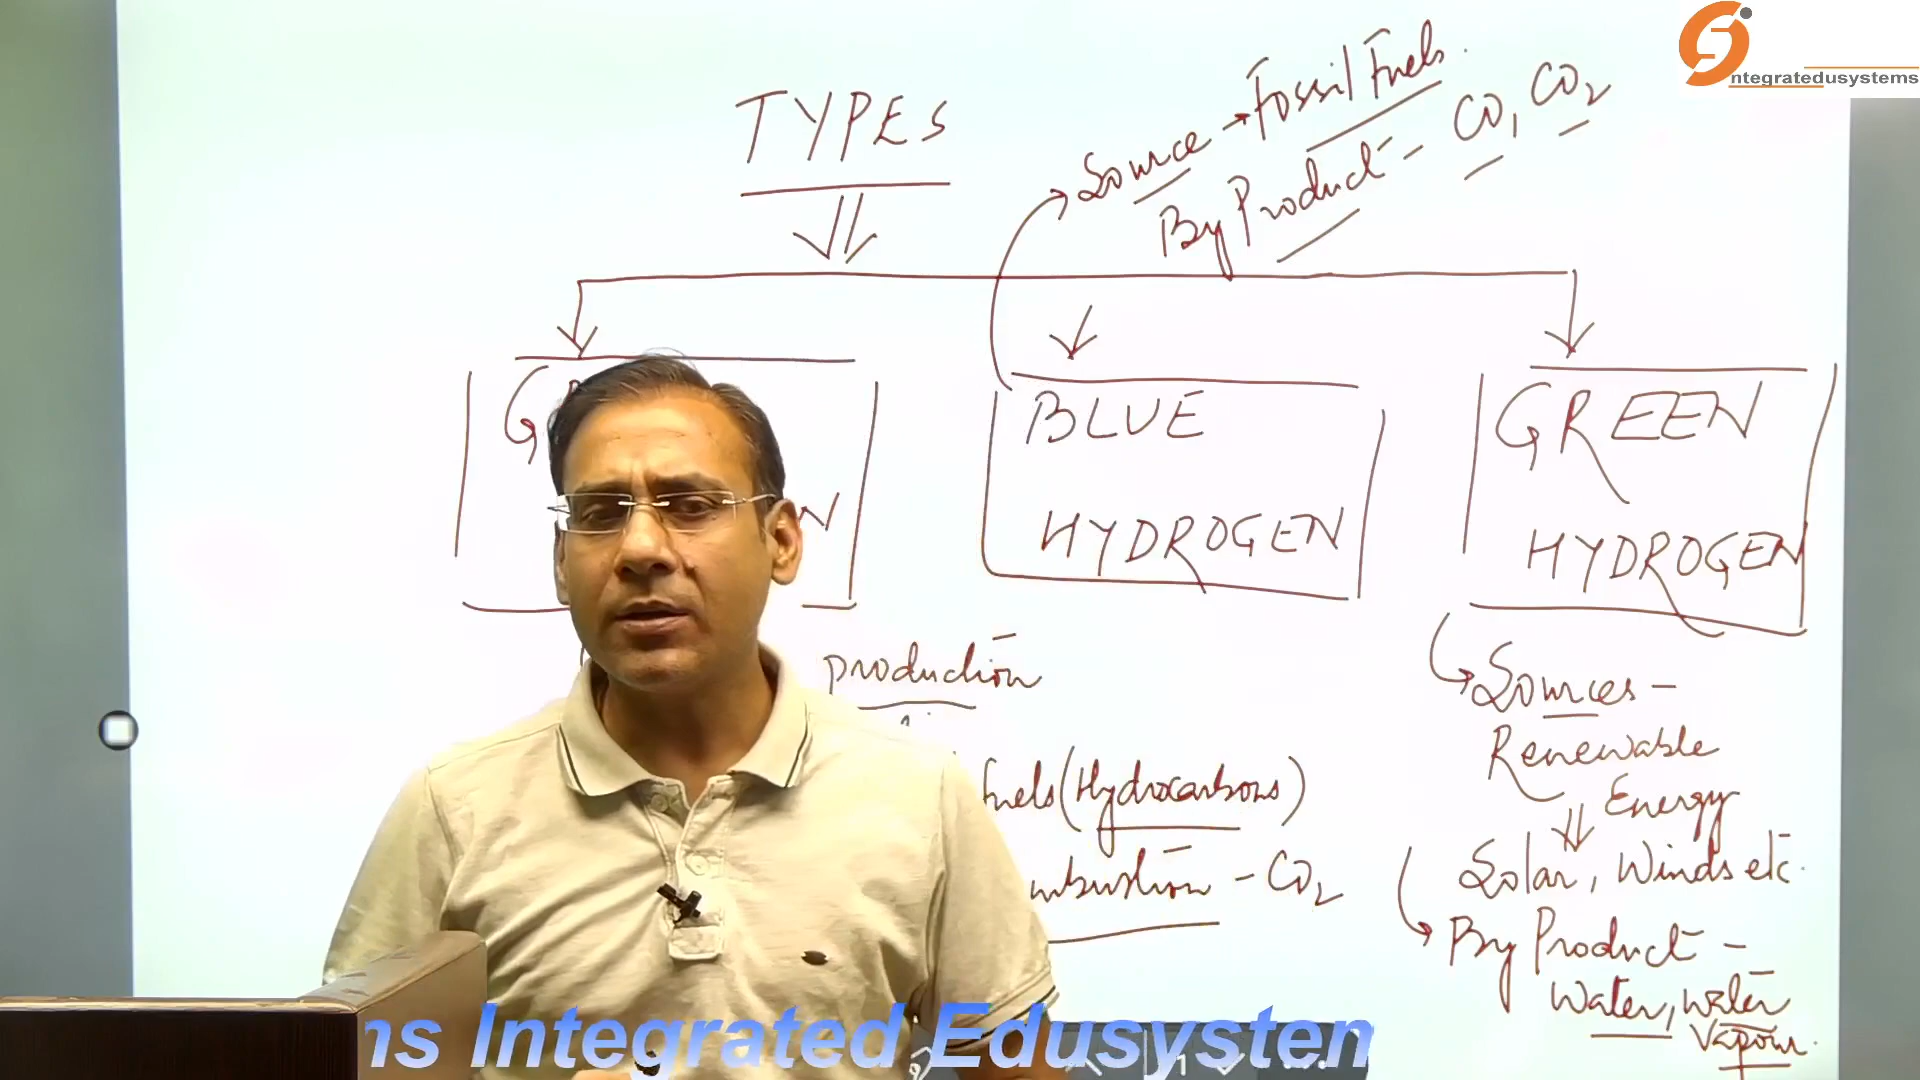 ntegratedusystems
TYPES
Source → Fossil Fuels.
By Product - CO, CO2
BLUE
HYDROGEN
GREEN
HYDROGEN
production
Fuels (Hydrocarbons)
- CO2
Sources -
Renewable
Energy
Solar, Winds etc.
By Product -
Water, water
Vapour.
ns Integrated Edusysten